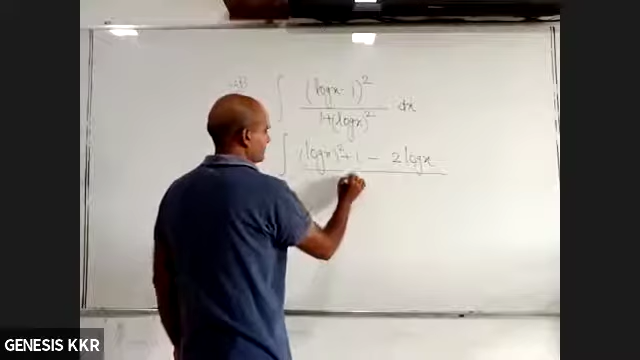 ∫ (logx - 1)² / 1+(logx)² dx
∫ (logx)²+1 - 2logx
GENESIS KKR